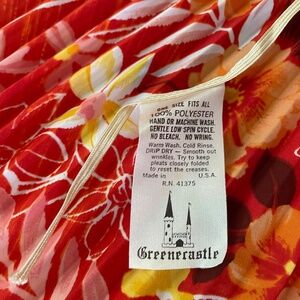 ONE SIZE FITS ALL
100% POLYESTER
HAND OR MACHINE WASH
GENTLE LOW SPIN CYCLE.
NO BLEACH. NO WRING.
Warm Wash. Cold Rinse.
DRIP DRY — Smooth out
wrinkles. Try to keep
pleats closely folded
to reset the creases.
Made in U.S.A.
R.N. 41375
Greenecastle